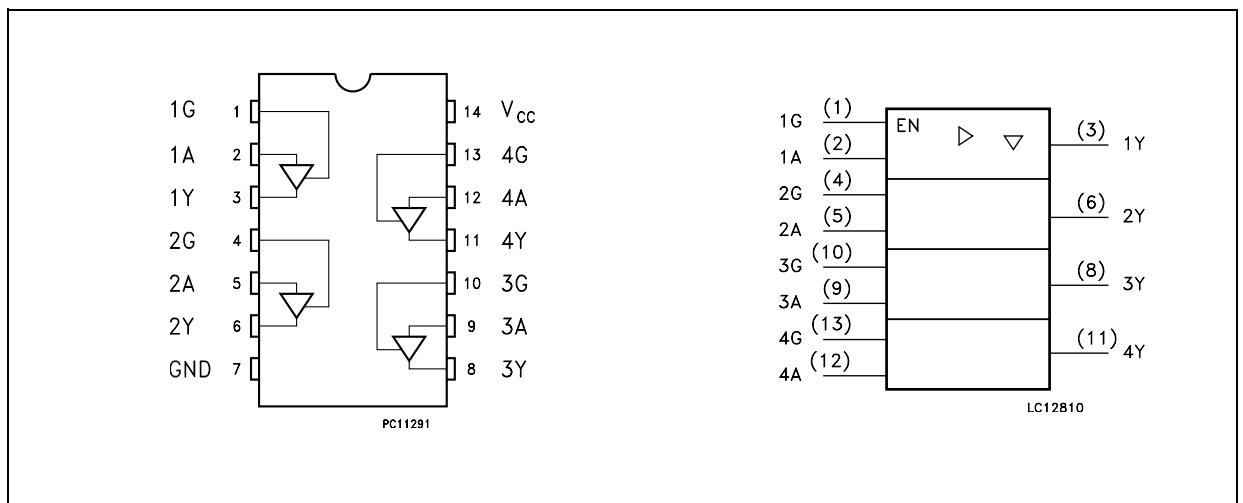 1G 1
1A 2
1Y 3
2G 4
2A 5
2Y 6
GND 7
14 VCC
13 4G
12 4A
11 4Y
10 3G
9 3A
8 3Y
PC11291
1G (1)
1A (2)
2G (4)
2A (5)
3G (10)
3A (9)
4G (13)
4A (12)
EN
(3) 1Y
(6) 2Y
(8) 3Y
(11) 4Y
LC12810